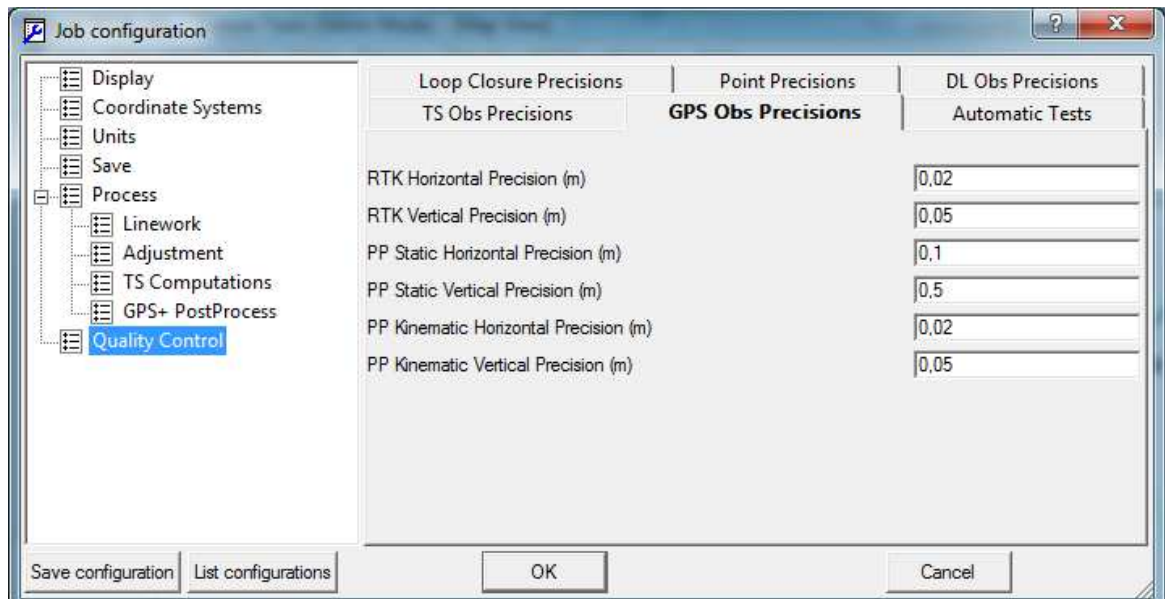 Job configuration
Display
Coordinate Systems
Units
Save
Process
Linework
Adjustment
TS Computations
GPS+ PostProcess
Quality Control
Loop Closure Precisions Point Precisions DL Obs Precisions
TS Obs Precisions GPS Obs Precisions Automatic Tests
RTK Horizontal Precision (m) 0,02
RTK Vertical Precision (m) 0,05
PP Static Horizontal Precision (m) 0,1
PP Static Vertical Precision (m) 0,5
PP Kinematic Horizontal Precision (m) 0,02
PP Kinematic Vertical Precision (m) 0,05
Save configuration List configurations OK Cancel